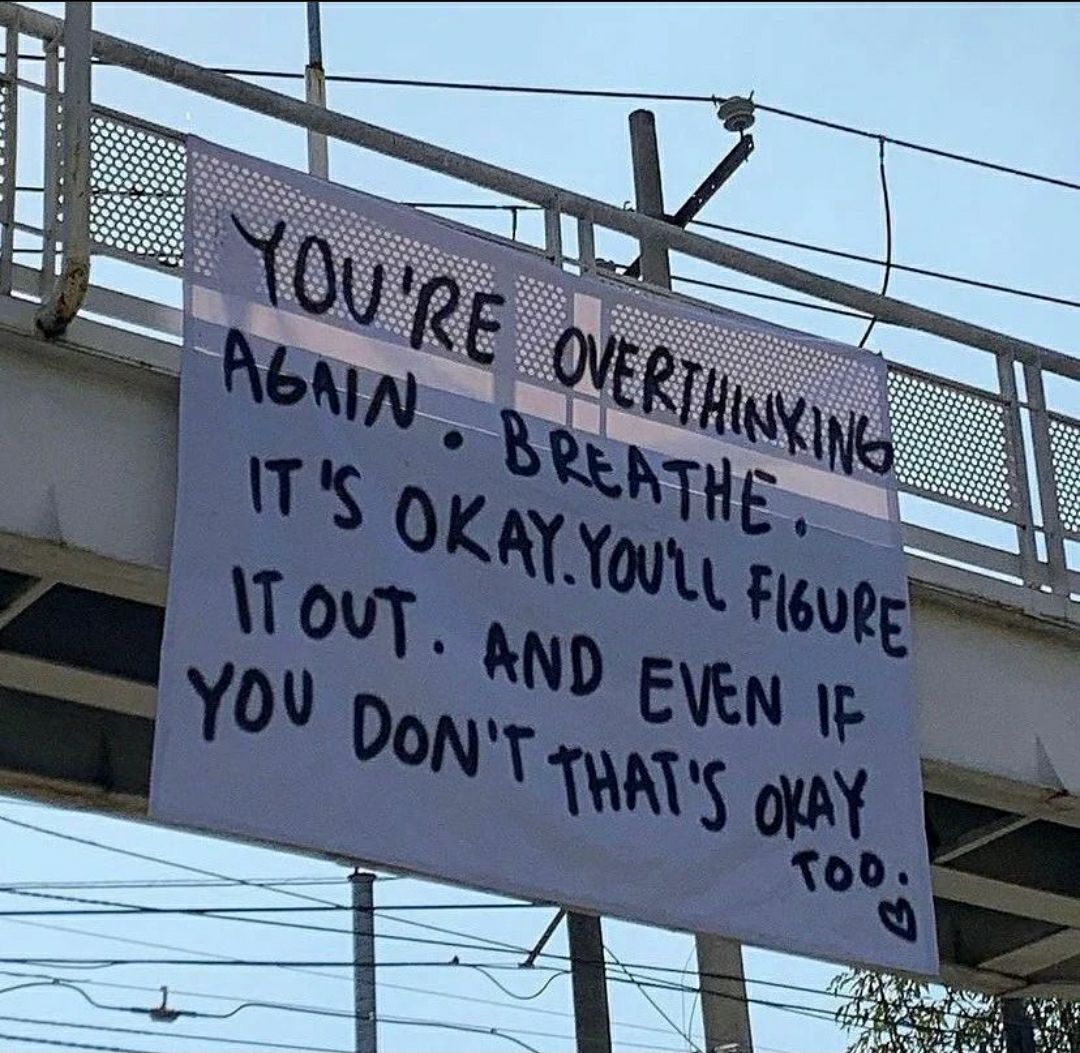 YOU'RE OVERTHINKING
AGAIN. BREATHE.
IT'S OKAY. YOU'LL FIGURE
IT OUT. AND EVEN IF
YOU DON'T THAT'S OKAY
TOO. ♡